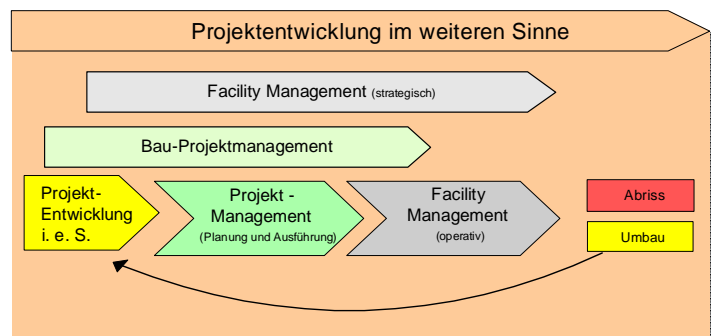 Projektentwicklung im weiteren Sinne
Facility Management (strategisch)
Bau-Projektmanagement
Projekt-
Entwicklung
i. e. S.
Projekt -
Management
(Planung und Ausführung)
Facility
Management
(operativ)
Abriss
Umbau